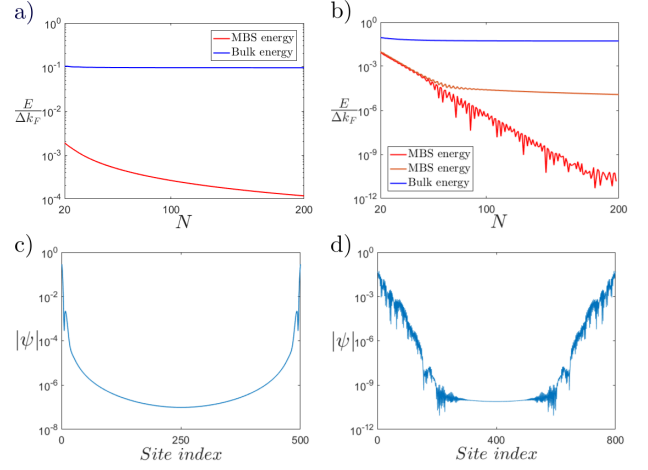 a)
10^0
10^-1
10^-2
10^-3
10^-4
E/Δk_F
20
100
200
N
MBS energy
Bulk energy
b)
10^0
10^-3
10^-6
10^-9
10^-12
E/Δk_F
20
100
200
N
MBS energy
MBS energy
Bulk energy
c)
10^0
10^-2
10^-4
10^-6
10^-8
|ψ|
0
250
500
Site index
d)
10^0
10^-3
10^-6
10^-9
10^-12
|ψ|
0
200
400
600
800
Site index